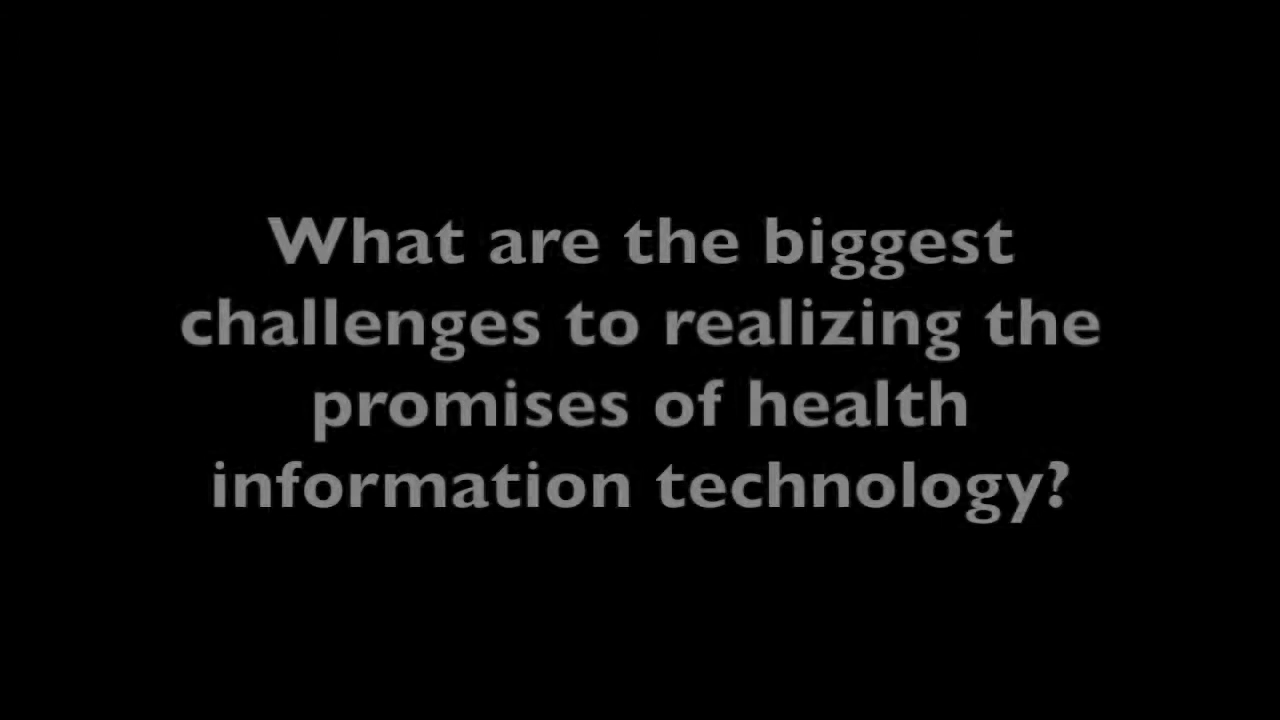 What are the biggest
challenges to realizing the
promises of health
information technology?